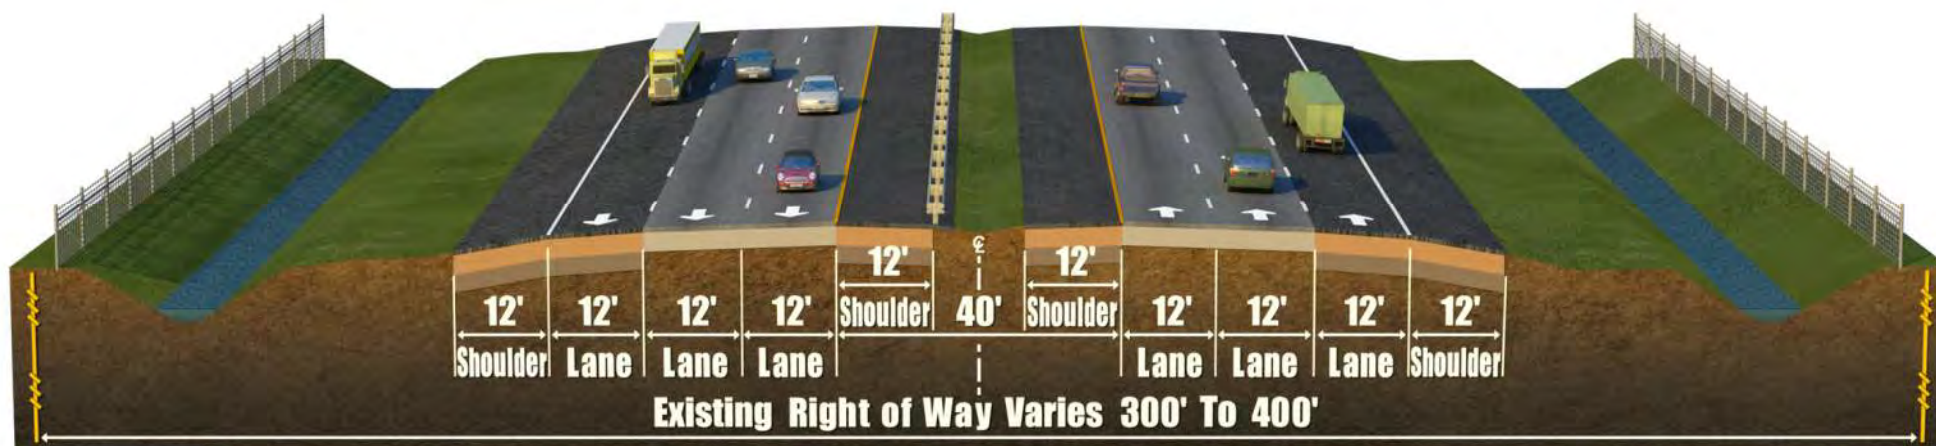 ℄
12' 12'
12' 12' 12' 12' Shoulder 40' Shoulder 12' 12' 12' 12'
Shoulder Lane Lane Lane Lane Lane Lane Shoulder
Existing Right of Way Varies 300' To 400'